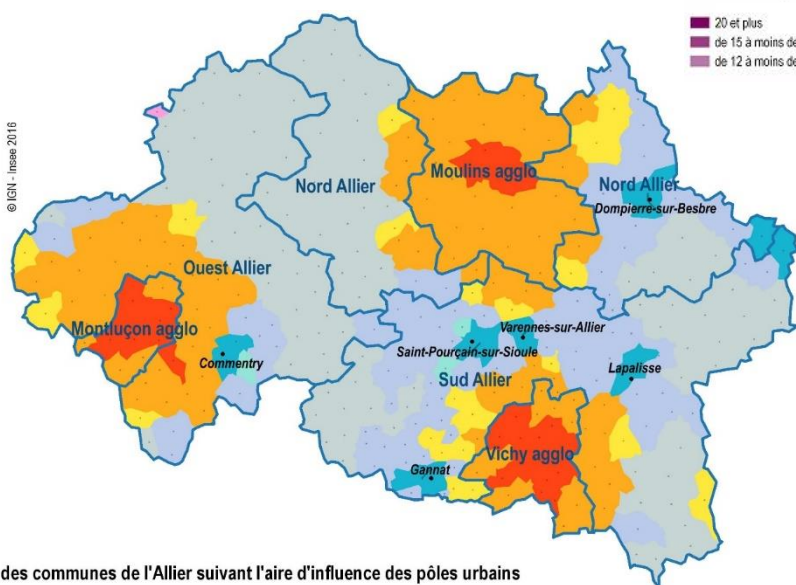 20 et plus
de 15 à moins de
de 12 à moins de
© IGN - Insee 2016
Nord Allier
Moulins agglo
Nord Allier
Dompierre-sur-Besbre
Ouest Allier
Montluçon agglo
Commentry
Varennes-sur-Allier
Saint-Pourçain-sur-Sioule
Lapalisse
Sud Allier
Vichy agglo
Gannat
des communes de l'Allier suivant l'aire d'influence des pôles urbains